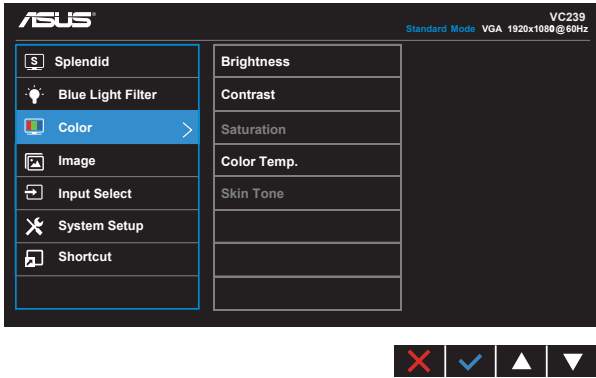 ASUS
VC239
Standard Mode VGA 1920x1080@60Hz
S Splendid
Blue Light Filter
Color
Image
Input Select
System Setup
Shortcut
Brightness
Contrast
Saturation
Color Temp.
Skin Tone